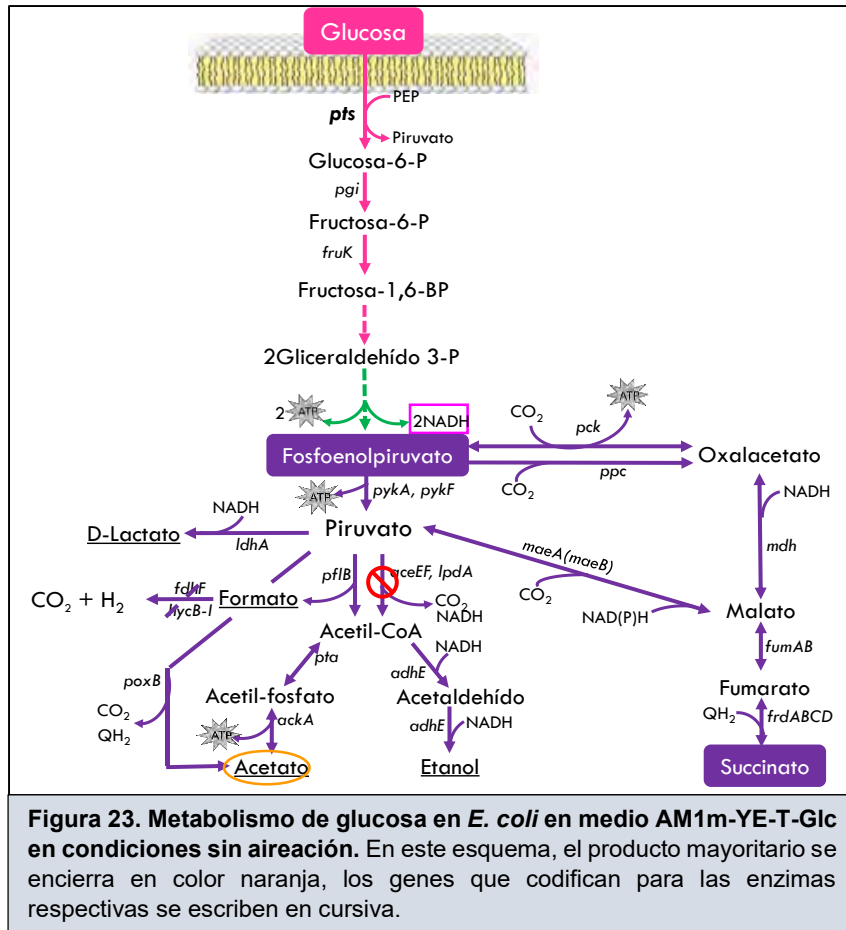 Glucosa
PEP
pts
Piruvato
Glucosa-6-P
pgi
Fructosa-6-P
fruK
Fructosa-1,6-BP
2Gliceraldehído 3-P
2 ATP
2NADH
Fosfoenolpiruvato
CO2
pck
ATP
Oxalacetato
ppc
CO2
ATP
pykA, pykF
NADH
Piruvato
NADH
D-Lactato
ldhA
maeA(maeB)
mdh
CO2 + H2
fdhF
hycB-I
Formato
pflB
aceEF, lpdA
CO2
NADH
CO2
NAD(P)H
Malato
Acetil-CoA
fumAB
pta
adhE
NADH
poxB
Acetil-fosfato
Acetaldehído
Fumarato
CO2
QH2
ATP
ackA
adhE
NADH
QH2
frdABCD
Acetato
Etanol
Succinato
Figura 23. Metabolismo de glucosa en E. coli en medio AM1m-YE-T-Glc
en condiciones sin aireación. En este esquema, el producto mayoritario se
encierra en color naranja, los genes que codifican para las enzimas
respectivas se escriben en cursiva.